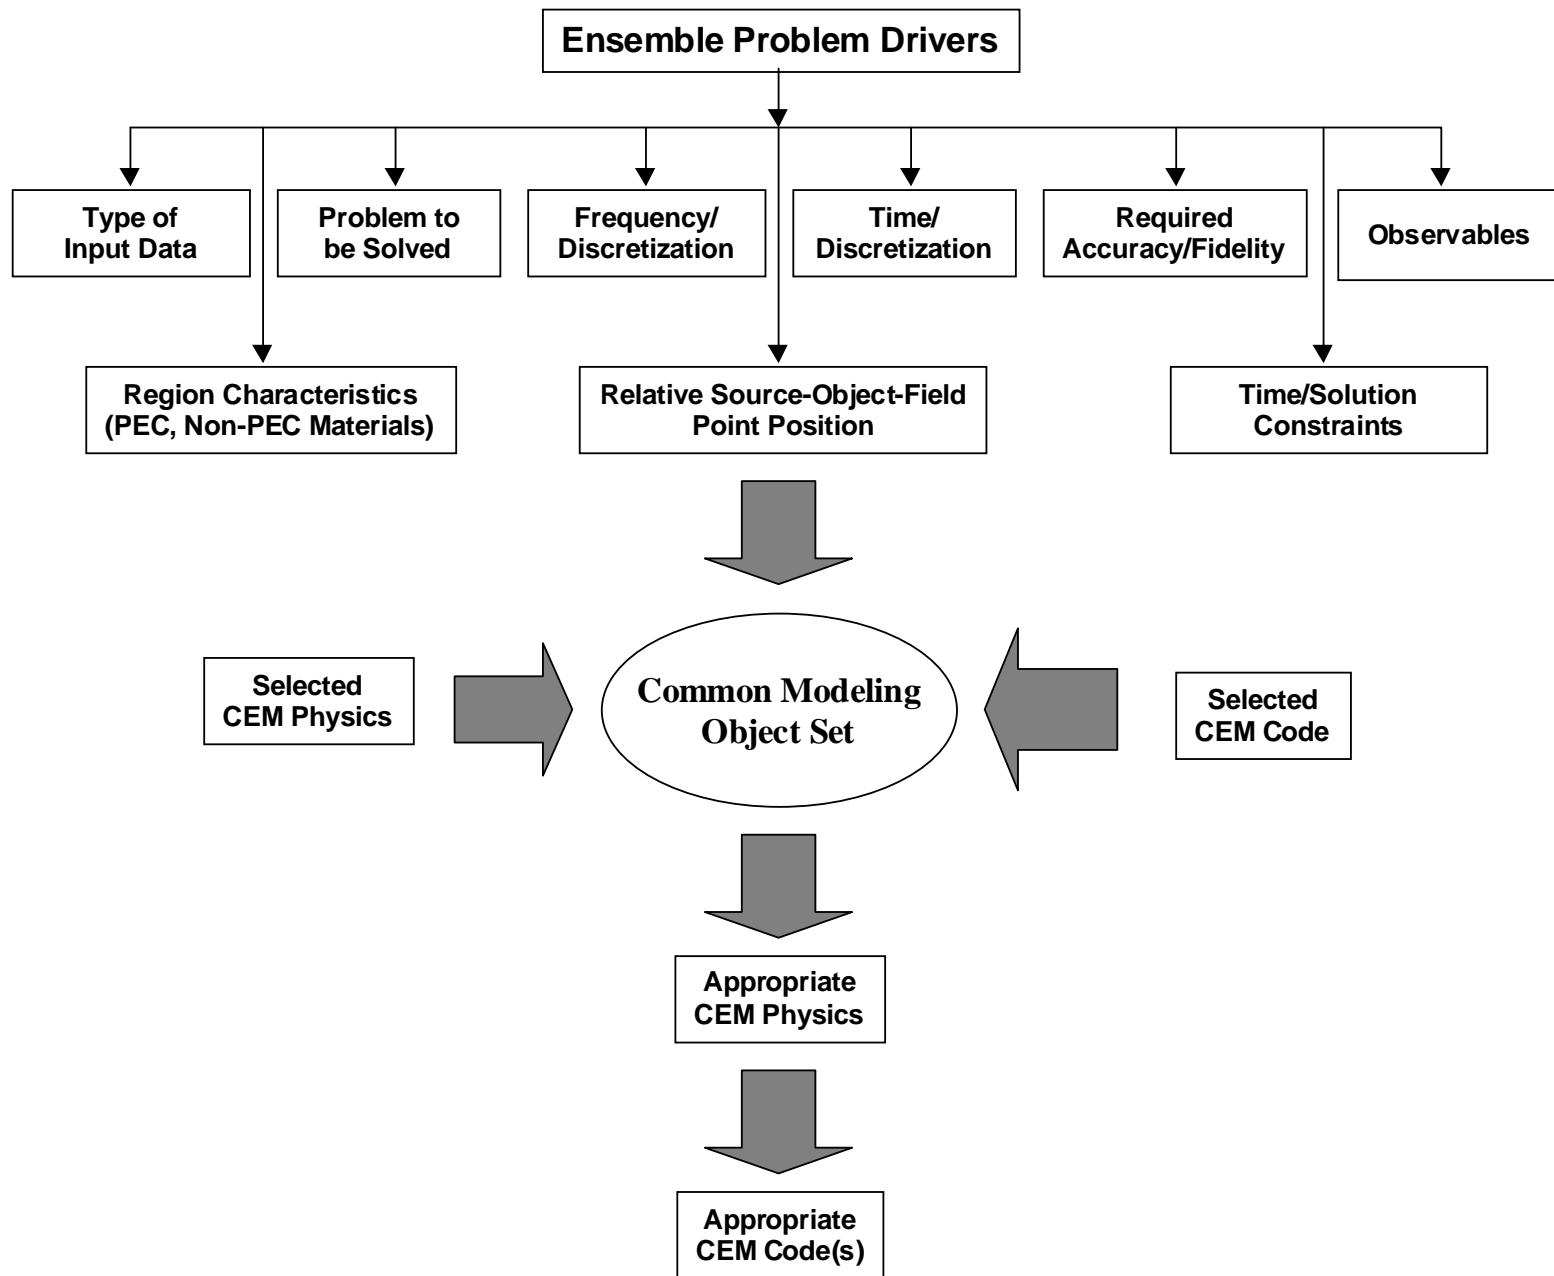 Ensemble Problem Drivers
Type of
Input Data
Problem to
be Solved
Frequency/
Discretization
Time/
Discretization
Required
Accuracy/Fidelity
Observables
Region Characteristics
(PEC, Non-PEC Materials)
Relative Source-Object-Field
Point Position
Time/Solution
Constraints
Selected
CEM Physics
Common Modeling
Object Set
Selected
CEM Code
Appropriate
CEM Physics
Appropriate
CEM Code(s)